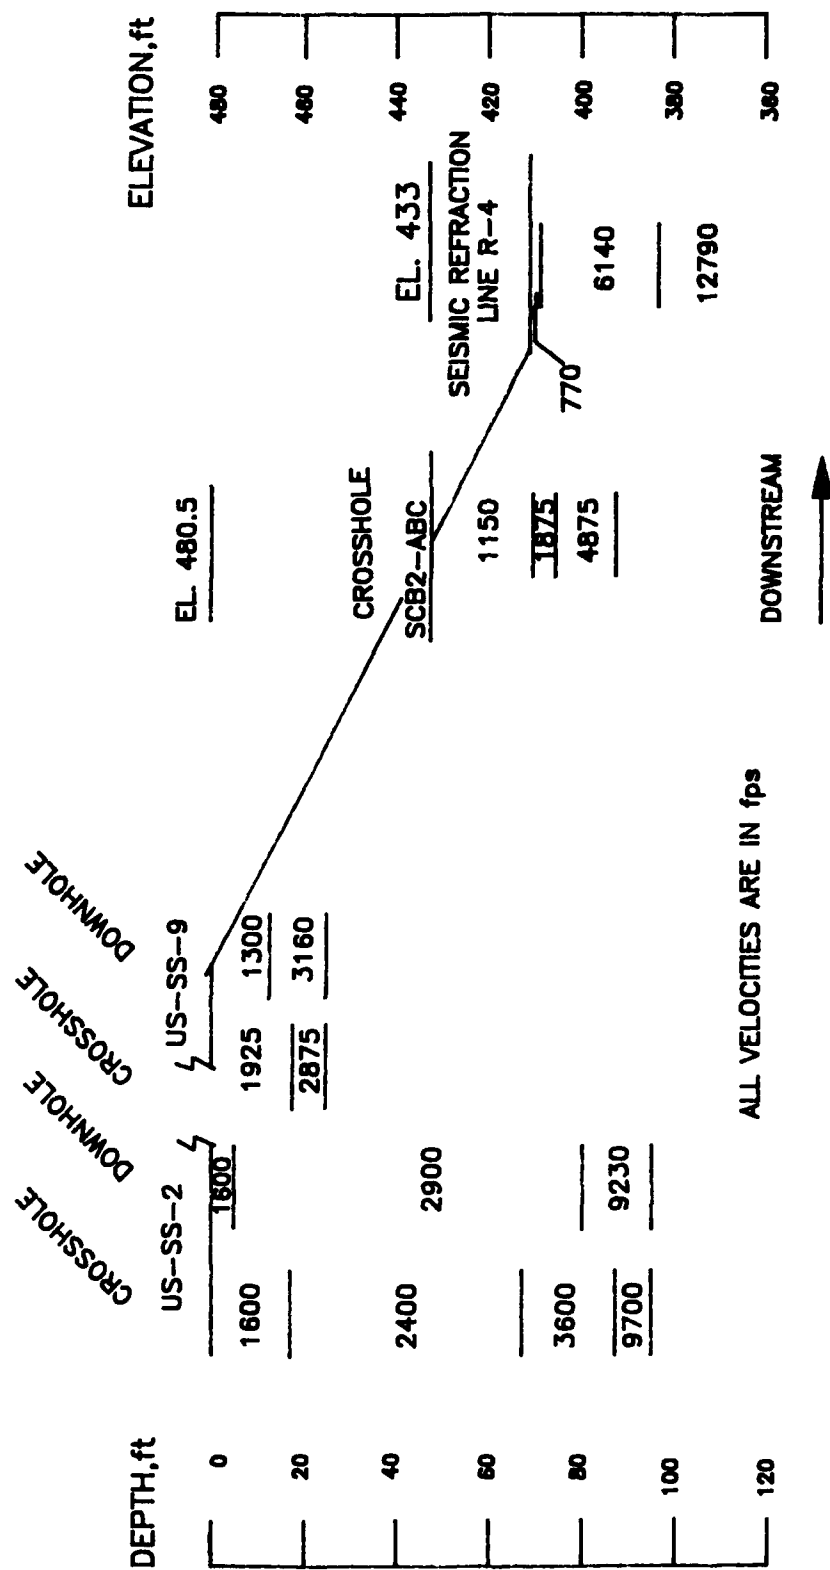 DEPTH,ft
0
20
40
60
80
100
120
CROSSHOLE
DOWNHOLE
CROSSHOLE
DOWNHOLE
US-SS-2
1600
2400
3600
9700
1600
2900
9230
US-SS-9
1925
2875
1300
3160
EL. 480.5
CROSSHOLE
SCB2-ABC
1150
1875
4875
EL. 433
SEISMIC REFRACTION
LINE R-4
770
6140
12790
ELEVATION,ft
480
460
440
420
400
380
360
ALL VELOCITIES ARE IN fps
DOWNSTREAM